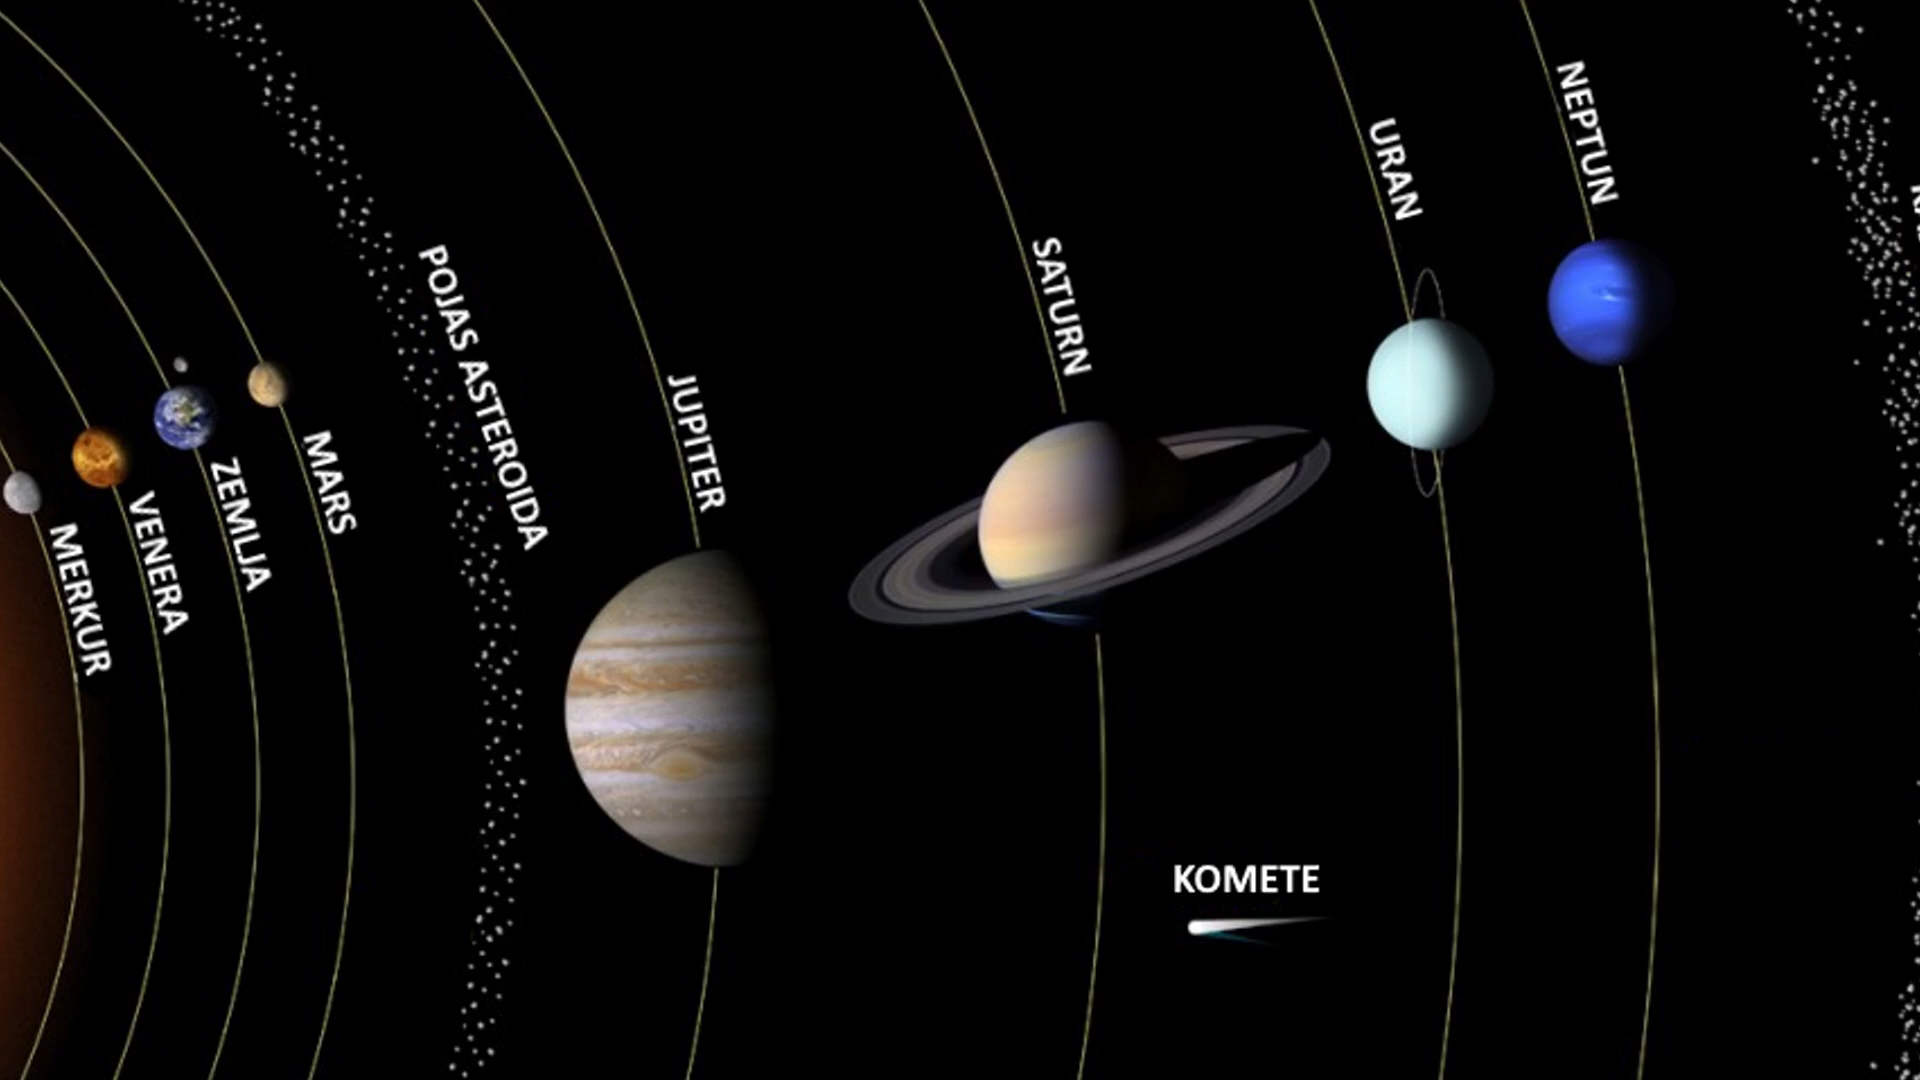 MERKUR
VENERA
ZEMLJA
MARS
POJAS ASTEROIDA
JUPITER
SATURN
URAN
NEPTUN
KOMETE